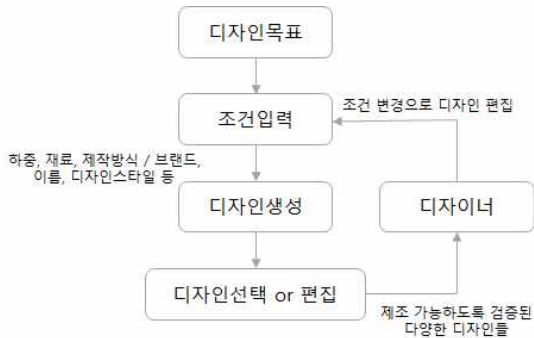 디자인목표
조건입력
조건 변경으로 디자인 편집
하중, 재료, 제작방식 / 브랜드,
이름, 디자인스타일 등
디자인생성
디자이너
디자인선택 or 편집
제조 가능하도록 검증된
다양한 디자인들